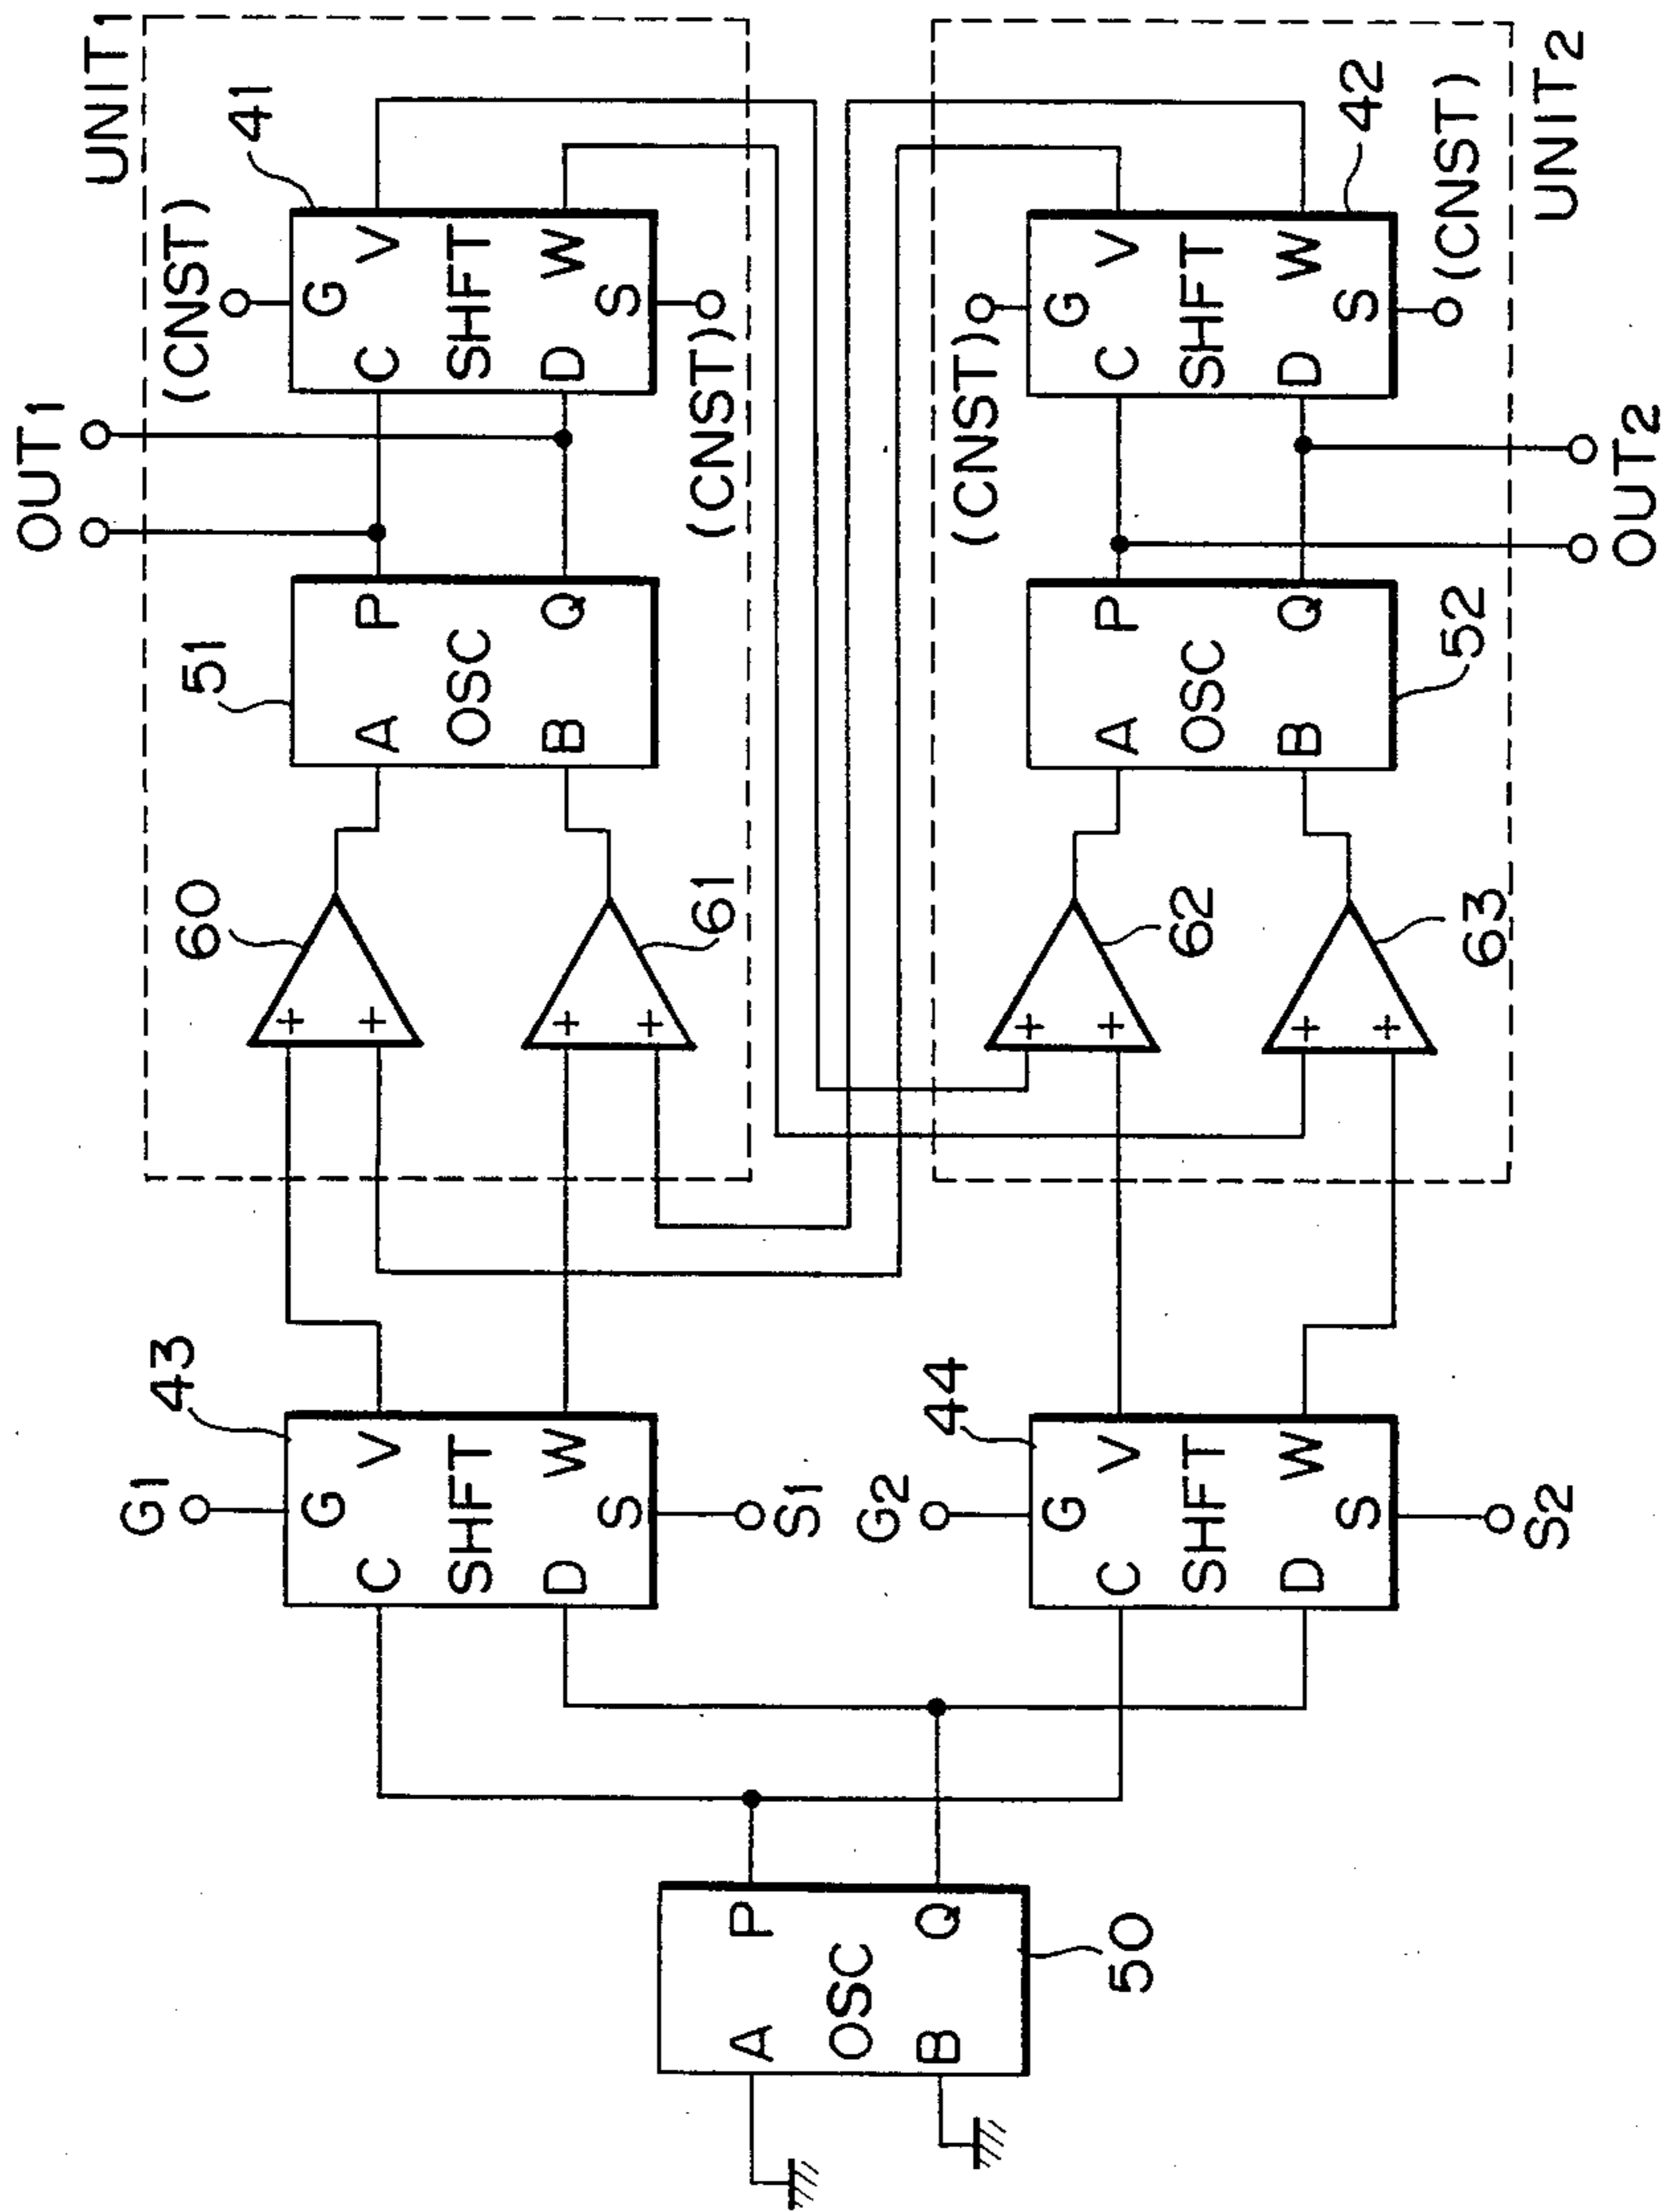 UNIT1
OUT1
(CNST)
41
G
C V
SHFT
D W
S
(CNST)
51
A P
OSC
B Q
60
+
+
61
+
+
43
G1
G
C V
SHFT
D W
S
S1
50
A P
OSC
B Q
44
G2
G
C V
SHFT
D W
S
S2
62
+
+
63
+
+
52
A P
OSC
B Q
(CNST)
42
G
C V
SHFT
D W
S
(CNST)
OUT2
UNIT2